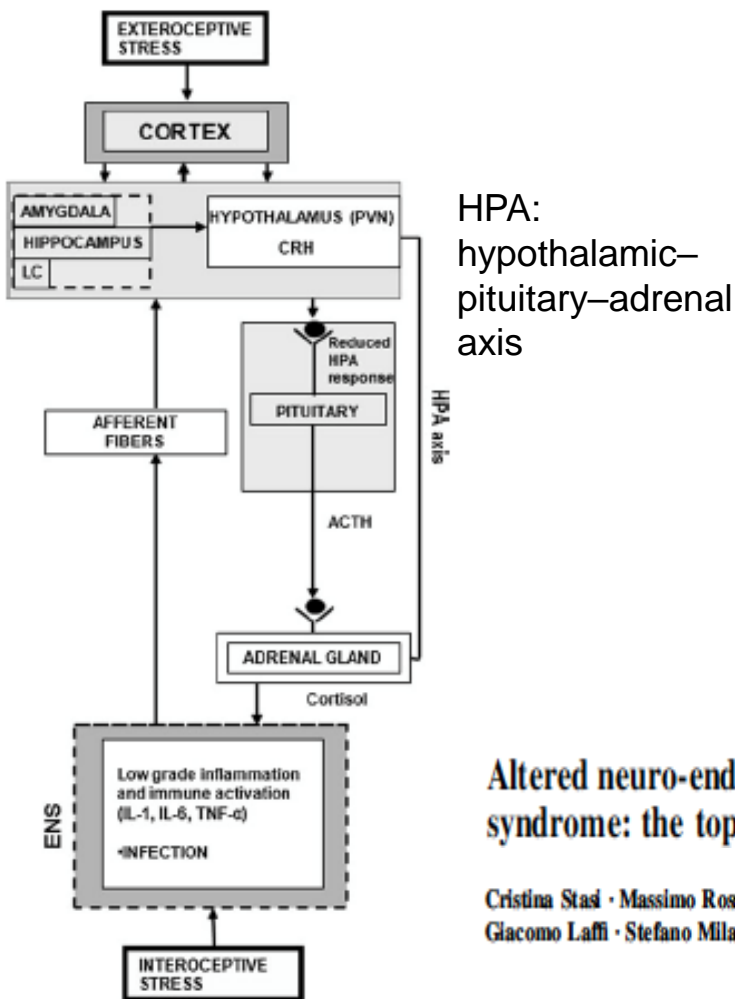 EXTEROCEPTIVE
STRESS
CORTEX
AMYGDALA
HIPPOCAMPUS
LC
HYPOTHALAMUS (PVN)
CRH
HPA:
hypothalamic–
pituitary–adrenal
axis
Reduced
HPA
response
PITUITARY
AFFERENT
FIBERS
HPA axis
ACTH
ADRENAL GLAND
Cortisol
ENS
Low grade inflammation
and immune activation
(IL-1, IL-6, TNF-α)
•INFECTION
INTEROCEPTIVE
STRESS
Altered neuro-end
syndrome: the top
Cristina Stasi · Massimo Ros
Giacomo Laffi · Stefano Mila